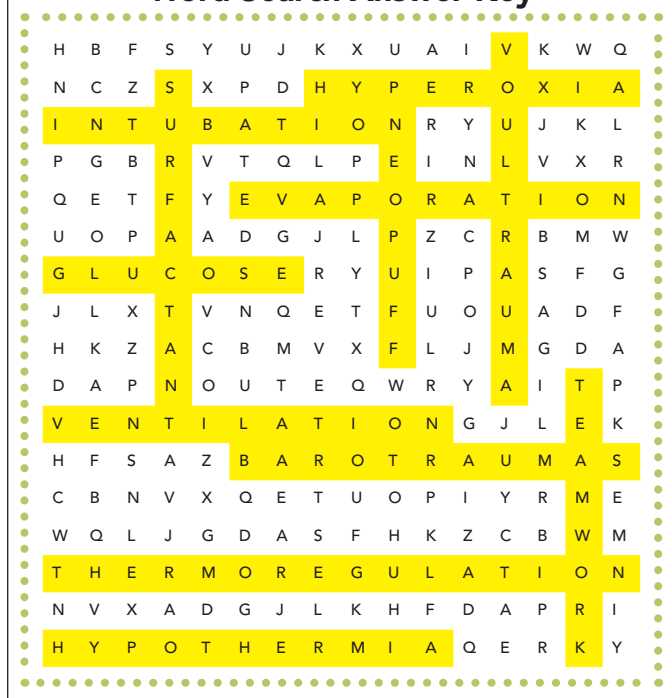 Word Search Answer Key
H B F S Y U J K X U A I V K W Q
N C Z S X P D H Y P E R O X I A
I N T U B A T I O N R Y U J K L
P G B R V T Q L P E I N L V X R
Q E T F Y E V A P O R A T I O N
U O P A A D G J L P Z C R B M W
G L U C O S E R Y U I P A S F G
J L X T V N Q E T F U O U A D F
H K Z A C B M V X F L J M G D A
D A P N O U T E Q W R Y A I T P
V E N T I L A T I O N G J L E K
H F S A Z B A R O T R A U M A S
C B N V X Q E T U O P I Y R M E
W Q L J G D A S F H K Z C B W M
T H E R M O R E G U L A T I O N
N V X A D G J L K H F D A P R I
H Y P O T H E R M I A Q E R K Y